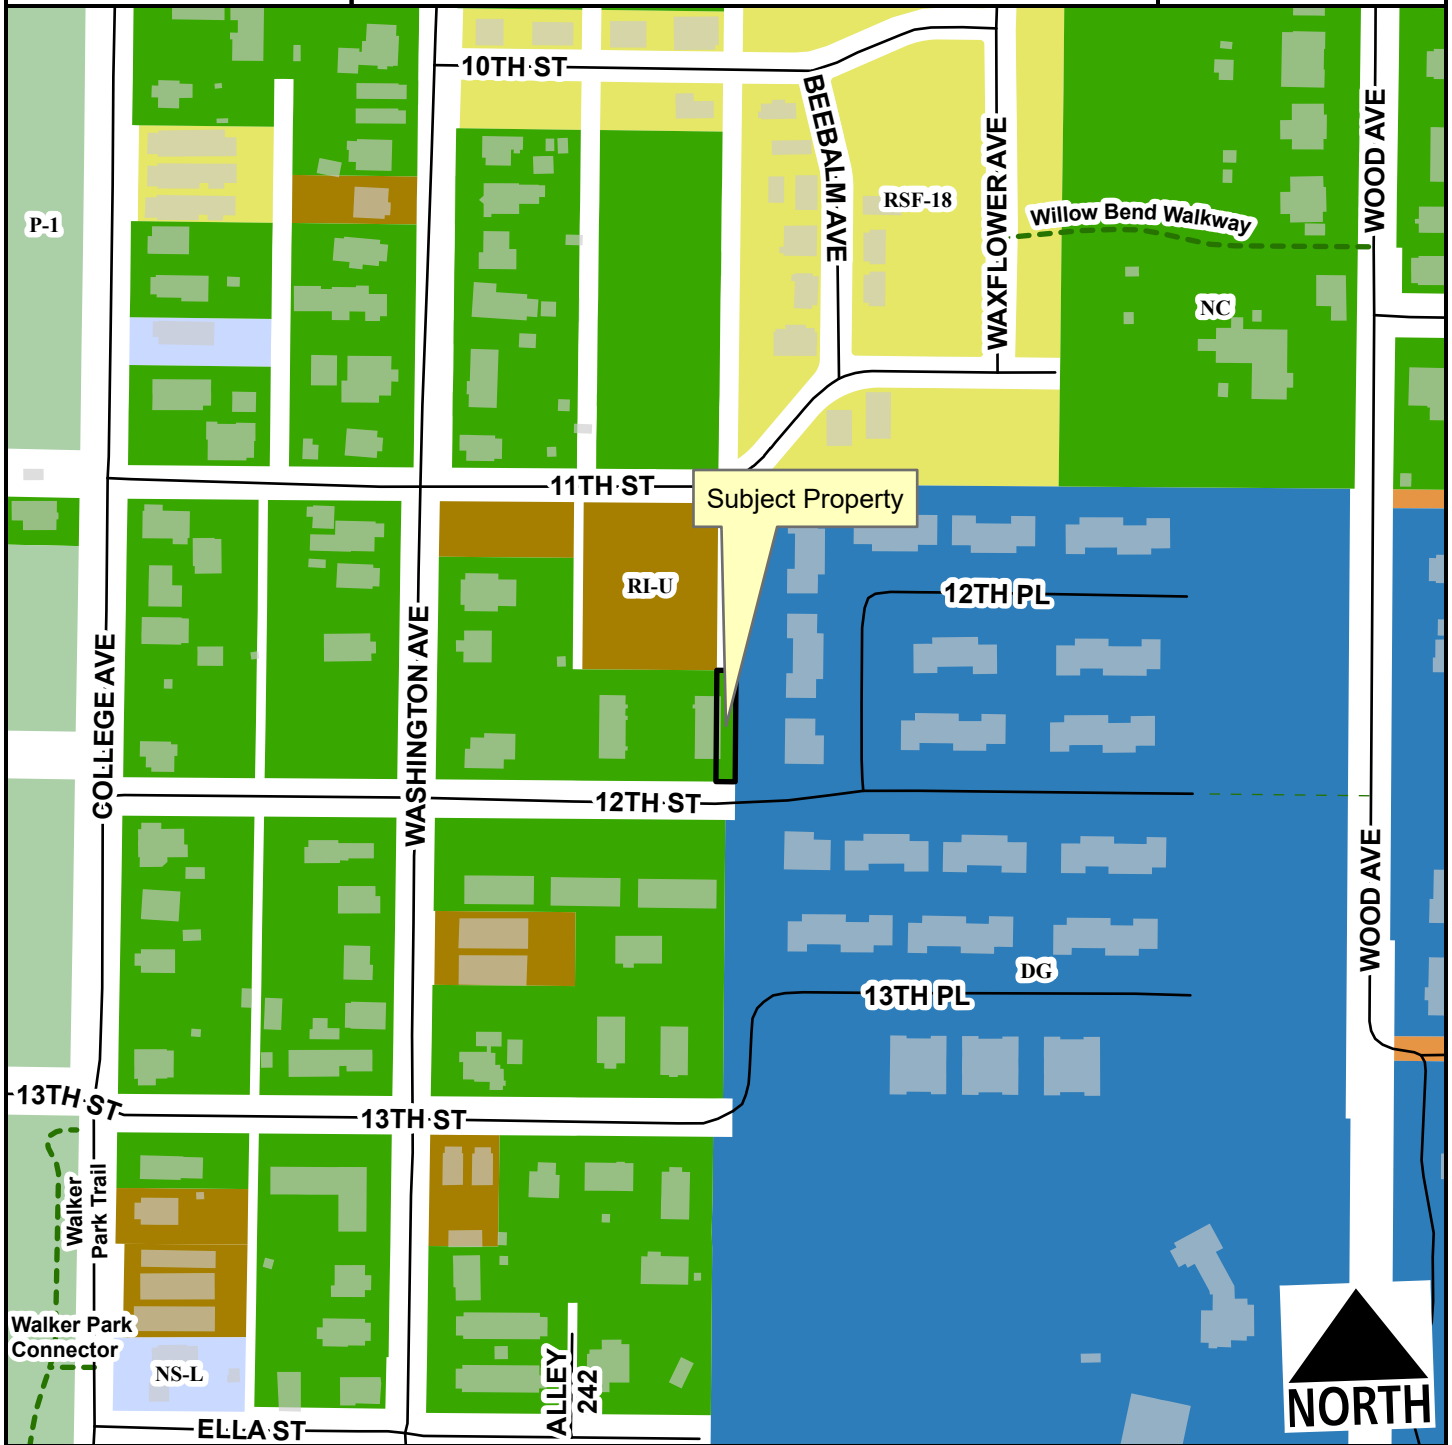 10TH ST
BEEBALM AVE
WAXFLOWER AVE
WOOD AVE
RSF-18
Willow Bend Walkway
P-1
NC
11TH ST
Subject Property
RI-U
12TH PL
COLLEGE AVE
WASHINGTON AVE
12TH ST
WOOD AVE
DG
13TH PL
13TH ST
13TH ST
Walker
Park Trail
Walker Park
Connector
NS-L
ALLEY
242
ELLA ST
NORTH